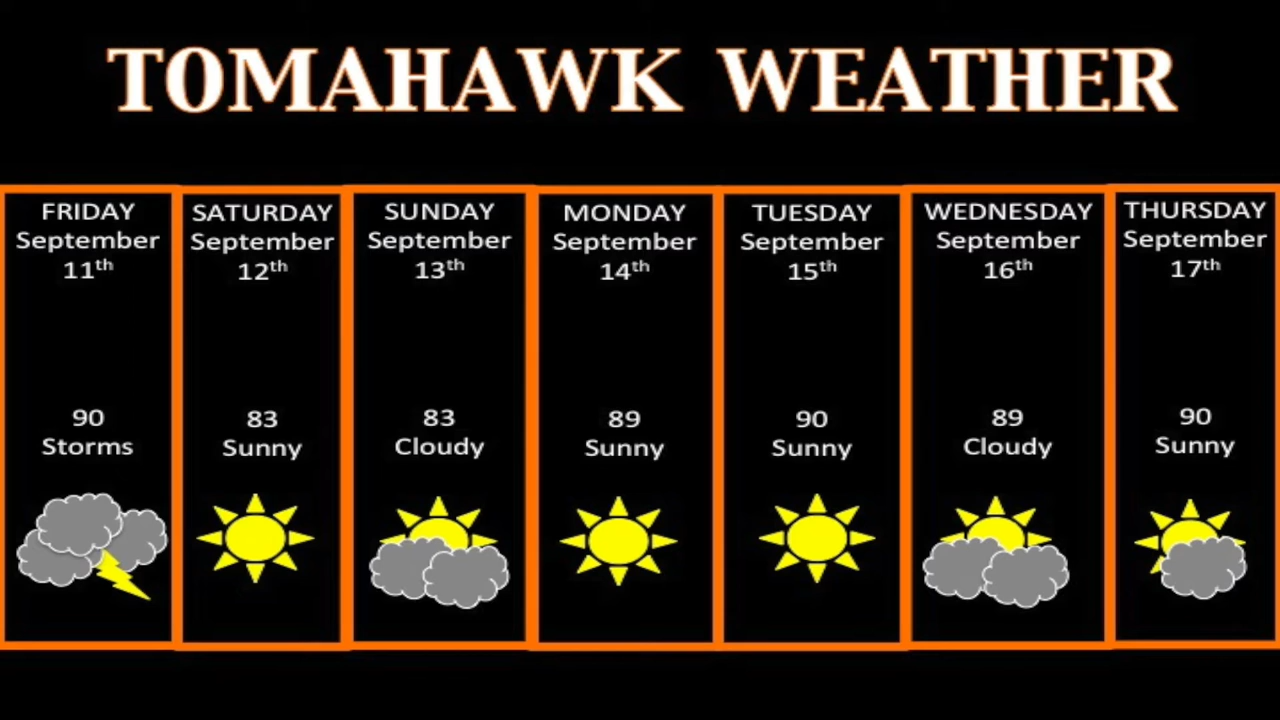 TOMAHAWK WEATHER
FRIDAY
September
11th
90
Storms
SATURDAY
September
12th
83
Sunny
SUNDAY
September
13th
83
Cloudy
MONDAY
September
14th
89
Sunny
TUESDAY
September
15th
90
Sunny
WEDNESDAY
September
16th
89
Cloudy
THURSDAY
September
17th
90
Sunny